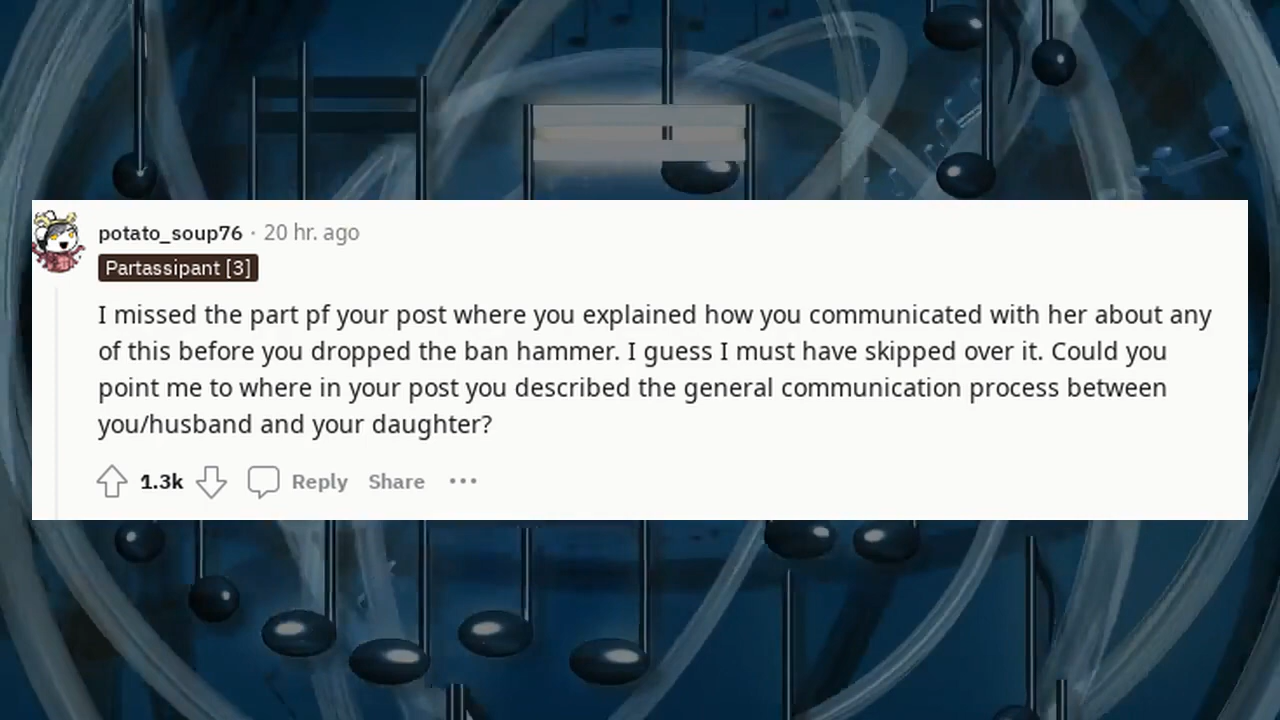 potato_soup76 · 20 hr. ago
Partassipant [3]
I missed the part pf your post where you explained how you communicated with her about any
of this before you dropped the ban hammer. I guess I must have skipped over it. Could you
point me to where in your post you described the general communication process between
you/husband and your daughter?
1.3k Reply Share ···